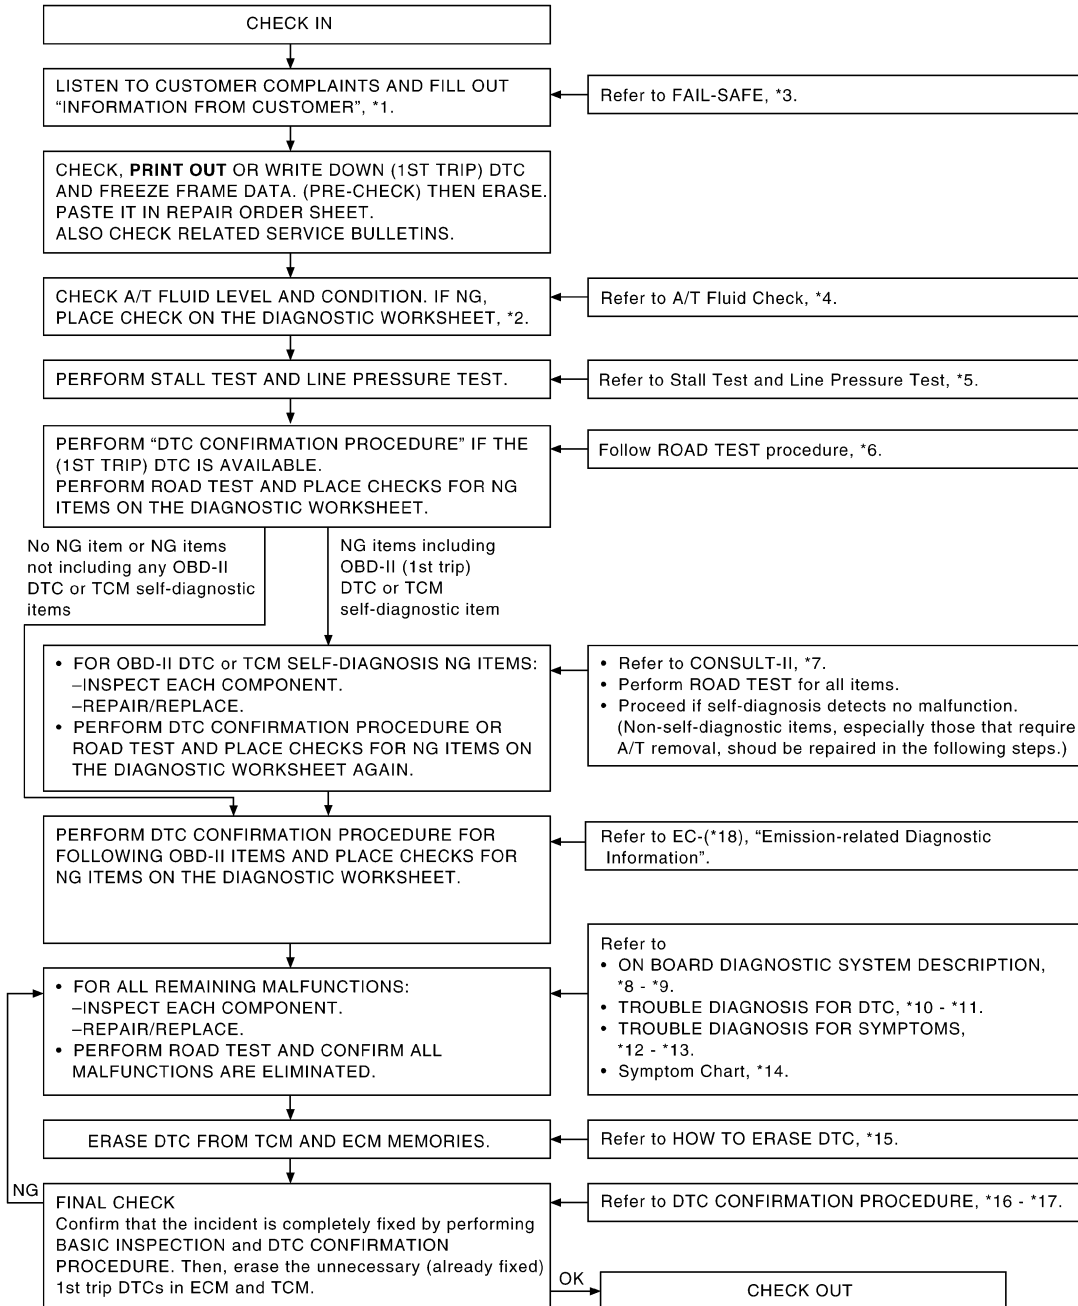 CHECK IN
LISTEN TO CUSTOMER COMPLAINTS AND FILL OUT
“INFORMATION FROM CUSTOMER”, *1.
Refer to FAIL-SAFE, *3.
CHECK, PRINT OUT OR WRITE DOWN (1ST TRIP) DTC
AND FREEZE FRAME DATA. (PRE-CHECK) THEN ERASE.
PASTE IT IN REPAIR ORDER SHEET.
ALSO CHECK RELATED SERVICE BULLETINS.
CHECK A/T FLUID LEVEL AND CONDITION. IF NG,
PLACE CHECK ON THE DIAGNOSTIC WORKSHEET, *2.
Refer to A/T Fluid Check, *4.
PERFORM STALL TEST AND LINE PRESSURE TEST.
Refer to Stall Test and Line Pressure Test, *5.
PERFORM “DTC CONFIRMATION PROCEDURE” IF THE
(1ST TRIP) DTC IS AVAILABLE.
PERFORM ROAD TEST AND PLACE CHECKS FOR NG
ITEMS ON THE DIAGNOSTIC WORKSHEET.
Follow ROAD TEST procedure, *6.
No NG item or NG items
not including any OBD-II
DTC or TCM self-diagnostic
items
NG items including
OBD-II (1st trip)
DTC or TCM
self-diagnostic item
• FOR OBD-II DTC or TCM SELF-DIAGNOSIS NG ITEMS:
–INSPECT EACH COMPONENT.
–REPAIR/REPLACE.
• PERFORM DTC CONFIRMATION PROCEDURE OR
ROAD TEST AND PLACE CHECKS FOR NG ITEMS ON
THE DIAGNOSTIC WORKSHEET AGAIN.
• Refer to CONSULT-II, *7.
• Perform ROAD TEST for all items.
• Proceed if self-diagnosis detects no malfunction.
(Non-self-diagnostic items, especially those that require
A/T removal, shoud be repaired in the following steps.)
PERFORM DTC CONFIRMATION PROCEDURE FOR
FOLLOWING OBD-II ITEMS AND PLACE CHECKS FOR
NG ITEMS ON THE DIAGNOSTIC WORKSHEET.
Refer to EC-(*18), “Emission-related Diagnostic
Information”.
• FOR ALL REMAINING MALFUNCTIONS:
–INSPECT EACH COMPONENT.
–REPAIR/REPLACE.
• PERFORM ROAD TEST AND CONFIRM ALL
MALFUNCTIONS ARE ELIMINATED.
Refer to
• ON BOARD DIAGNOSTIC SYSTEM DESCRIPTION,
*8 - *9.
• TROUBLE DIAGNOSIS FOR DTC, *10 - *11.
• TROUBLE DIAGNOSIS FOR SYMPTOMS,
*12 - *13.
• Symptom Chart, *14.
ERASE DTC FROM TCM AND ECM MEMORIES.
Refer to HOW TO ERASE DTC, *15.
NG
FINAL CHECK
Confirm that the incident is completely fixed by performing
BASIC INSPECTION and DTC CONFIRMATION
PROCEDURE. Then, erase the unnecessary (already fixed)
1st trip DTCs in ECM and TCM.
Refer to DTC CONFIRMATION PROCEDURE, *16 - *17.
OK
CHECK OUT